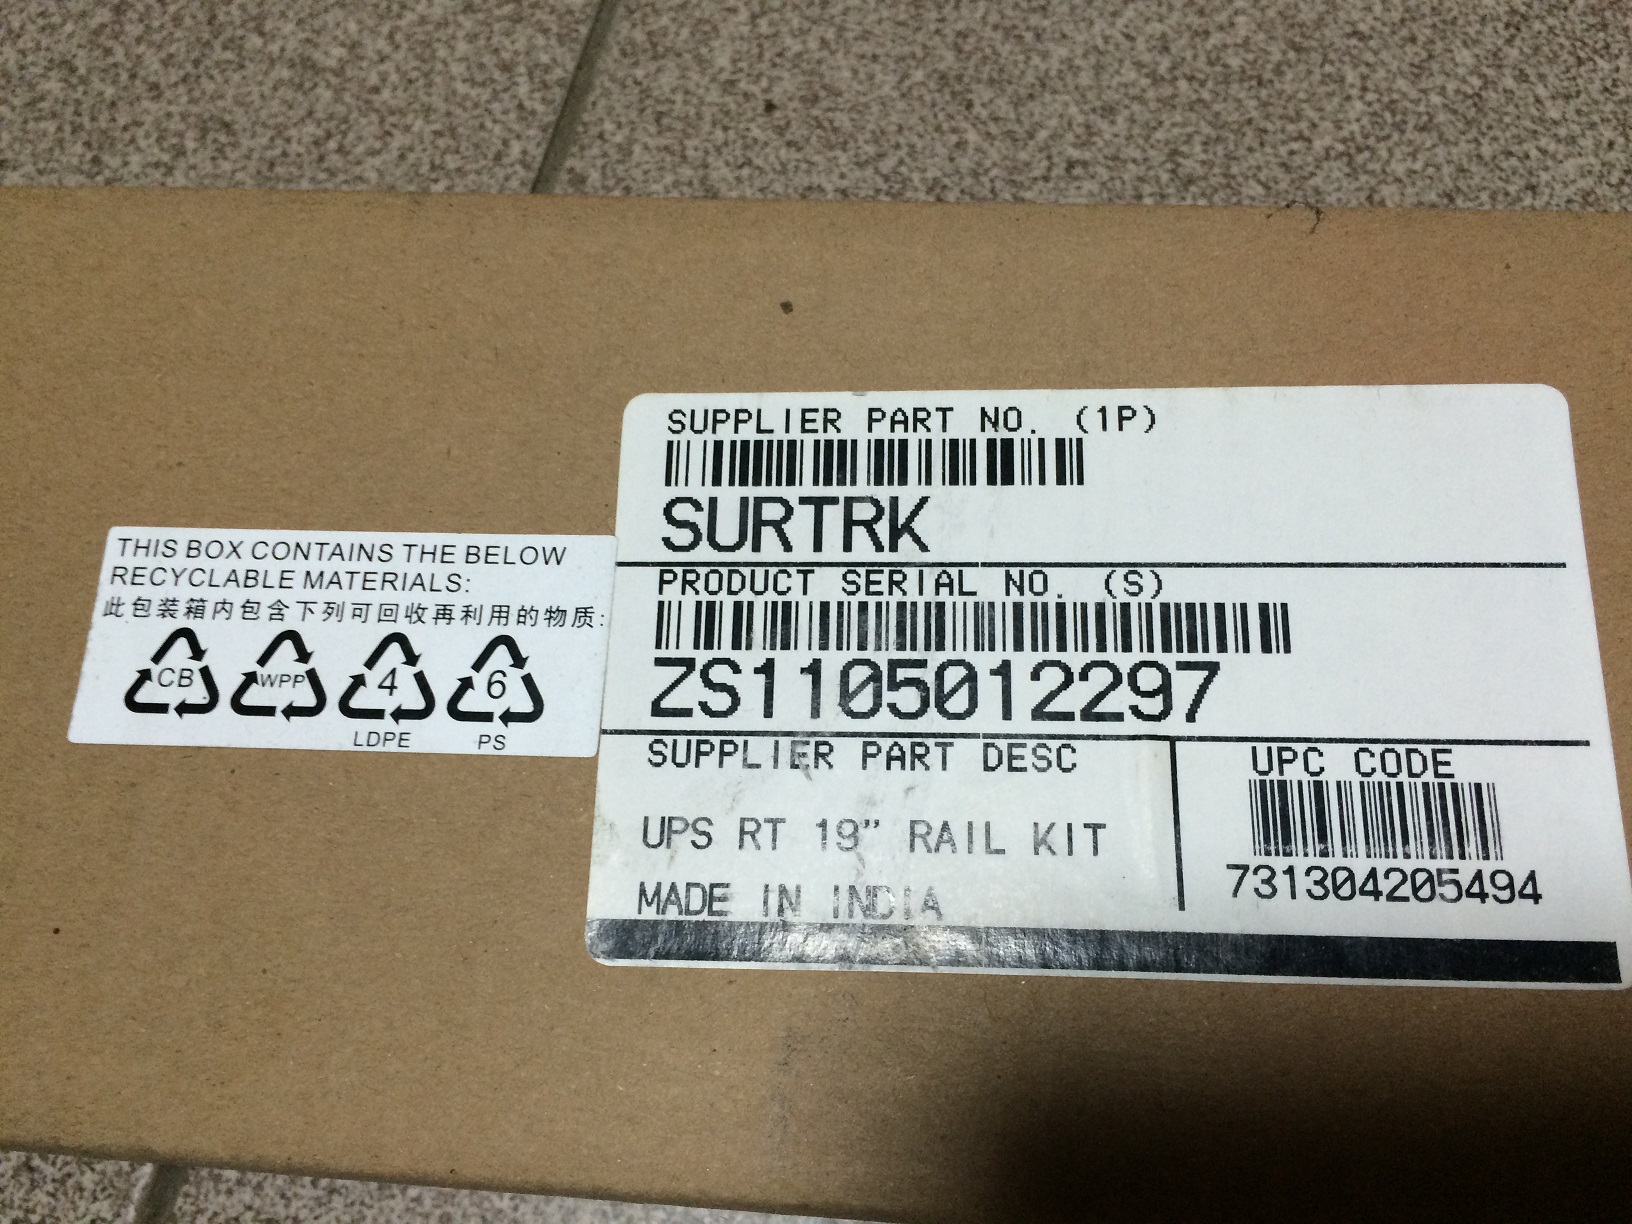 THIS BOX CONTAINS THE BELOW
RECYCLABLE MATERIALS:
此包装箱内包含下列可回收再利用的物质:
CB WPP 4 6
LDPE PS
SUPPLIER PART NO. (1P)
SURTRK
PRODUCT SERIAL NO. (S)
ZS1105012297
SUPPLIER PART DESC
UPS RT 19” RAIL KIT
MADE IN INDIA
UPC CODE
731304205494